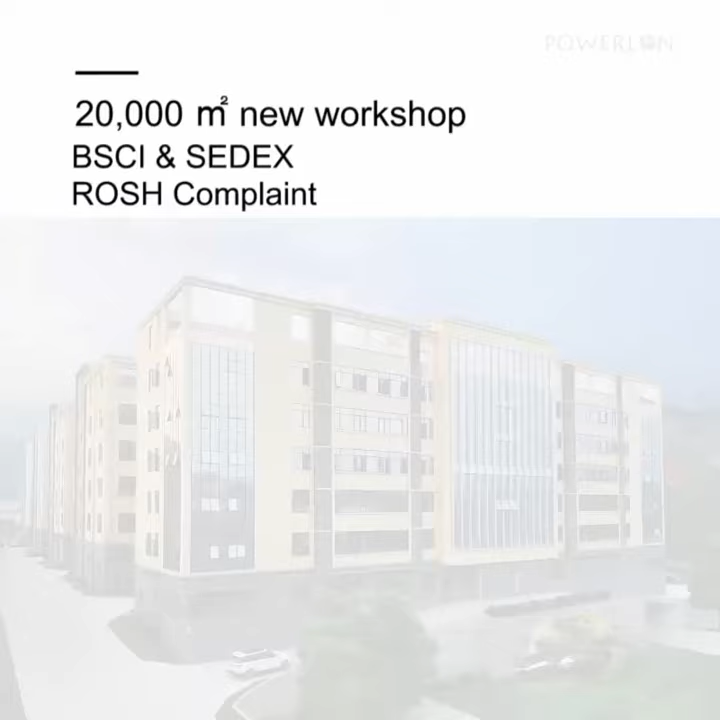 POWERLON
20,000 ㎡ new workshop
BSCI & SEDEX
ROSH Complaint